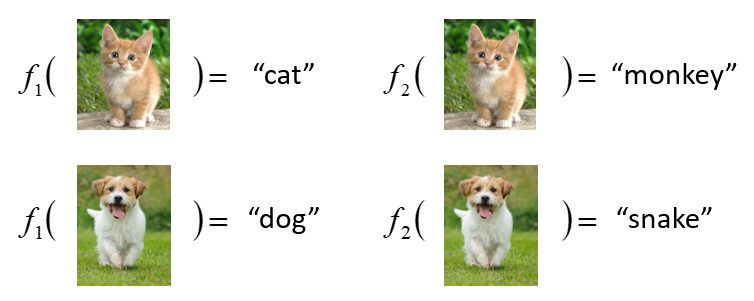 f₁( ) = “cat” f₂( ) = “monkey”
f₁( ) = “dog” f₂( ) = “snake”